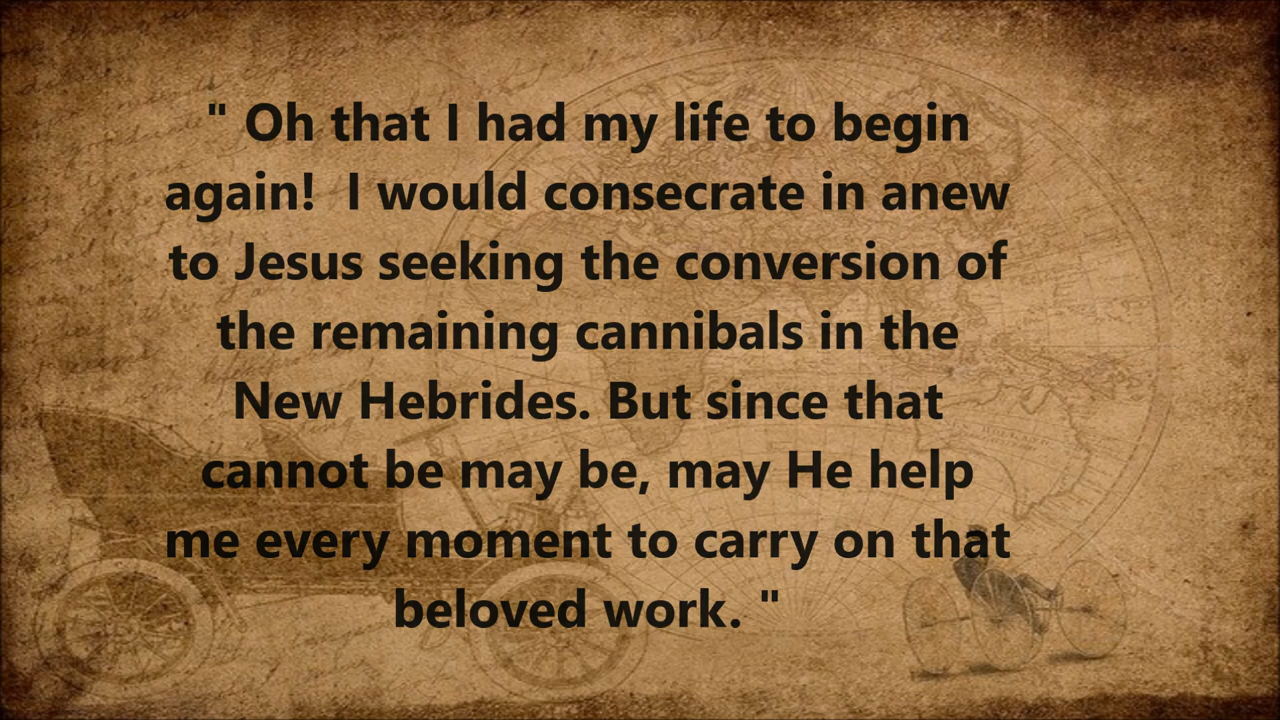 " Oh that I had my life to begin
again!  I would consecrate in anew
to Jesus seeking the conversion of
the remaining cannibals in the
New Hebrides. But since that
cannot be may be, may He help
me every moment to carry on that
beloved work. "